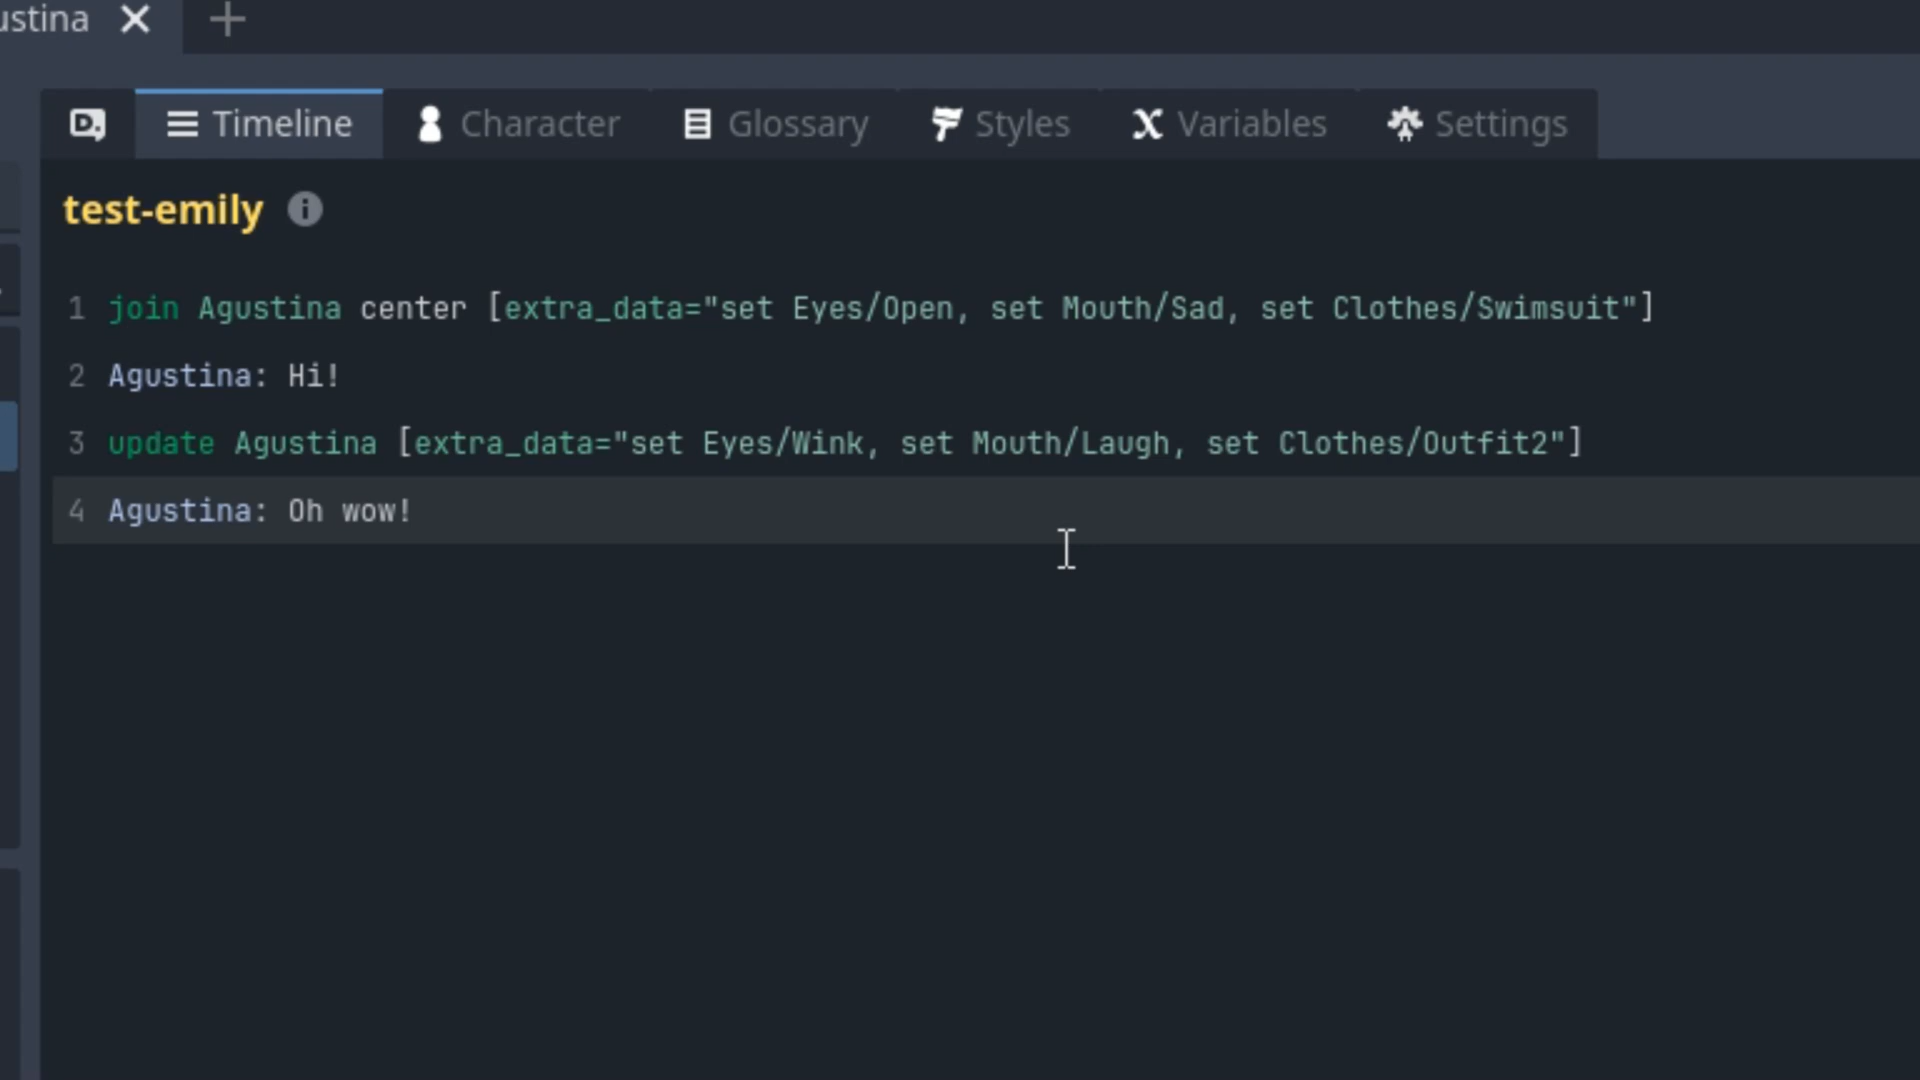 ustina
Timeline Character Glossary Styles Variables Settings
test-emily
1 join Agustina center [extra_data="set Eyes/Open, set Mouth/Sad, set Clothes/Swimsuit"]
2 Agustina: Hi!
3 update Agustina [extra_data="set Eyes/Wink, set Mouth/Laugh, set Clothes/Outfit2"]
4 Agustina: Oh wow!